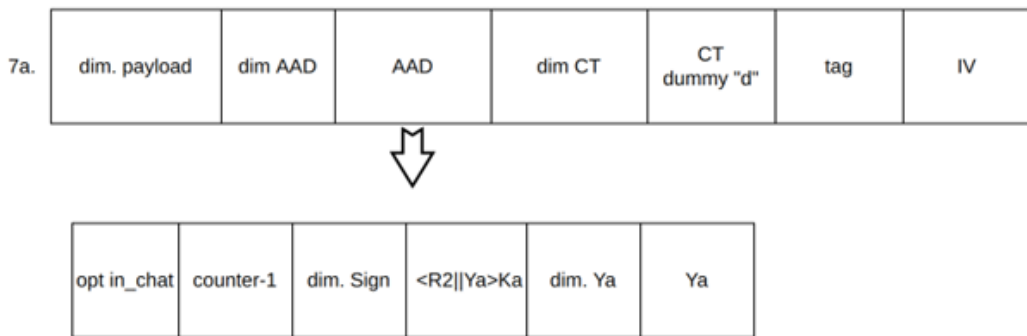 7a.
dim. payload
dim AAD
AAD
dim CT
CT
dummy "d"
tag
IV
opt in_chat
counter-1
dim. Sign
<R2||Ya>Ka
dim. Ya
Ya